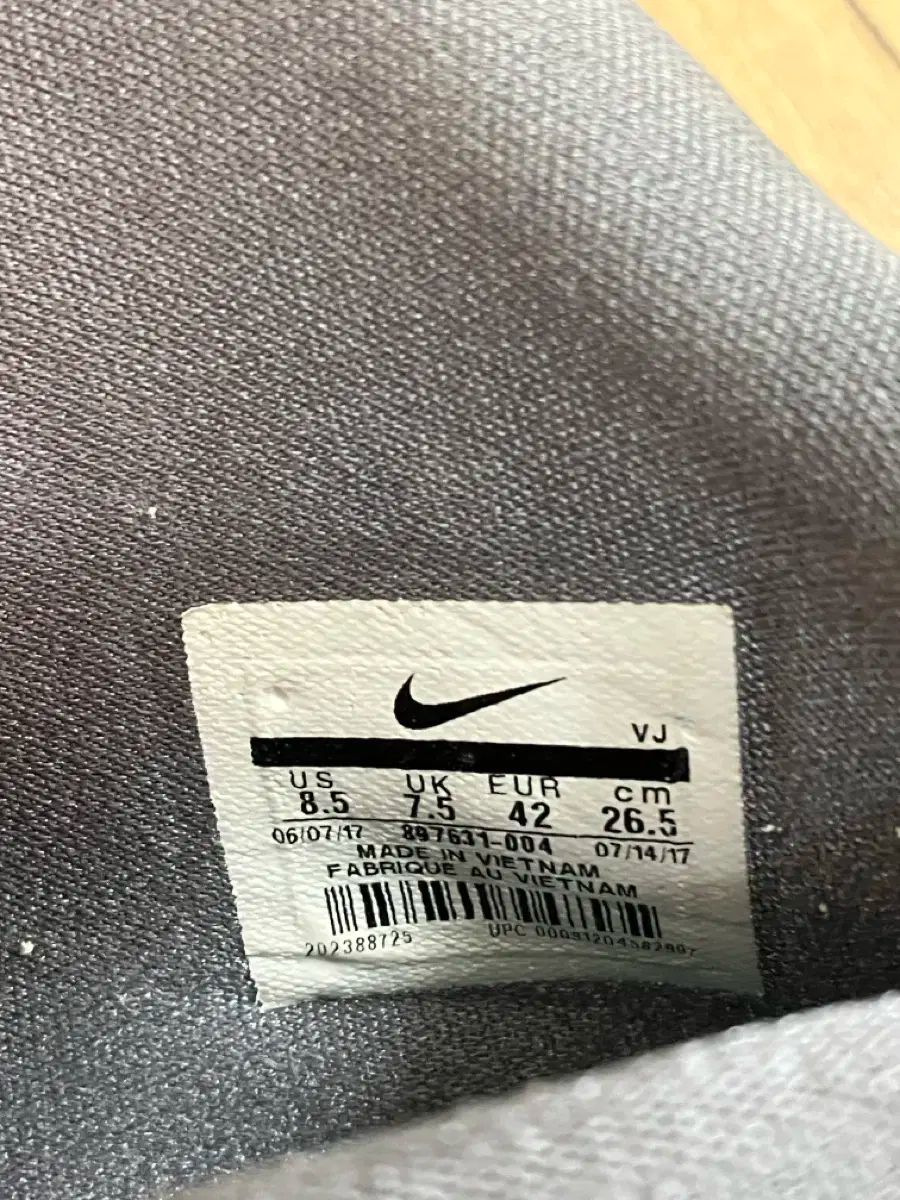 VJ
US UK EUR cm
8.5 7.5 42 26.5
06/07/17 897631-004 07/14/17
MADE IN VIETNAM
FABRIQUE AU VIETNAM
202388725 UPC